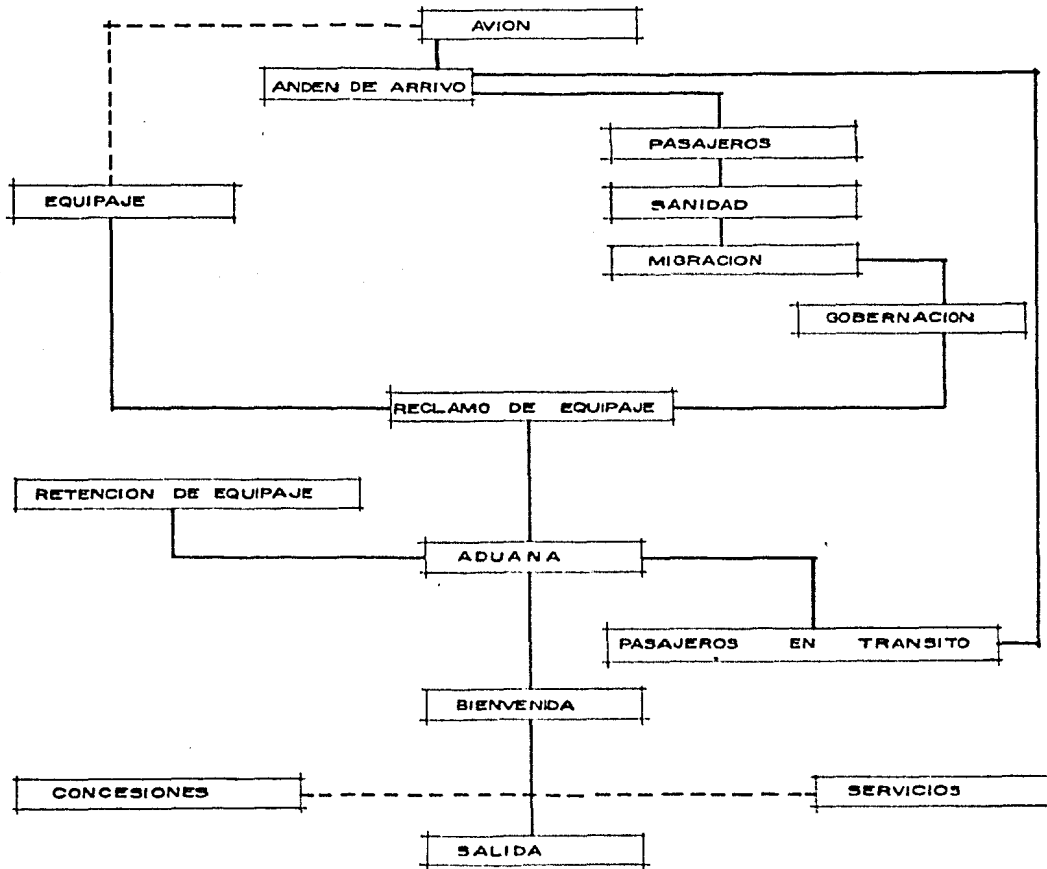 AVION
ANDEN DE ARRIVO
PASAJEROS
EQUIPAJE
SANIDAD
MIGRACION
GOBERNACION
RECLAMO DE EQUIPAJE
RETENCION DE EQUIPAJE
ADUANA
PASAJEROS EN TRANSITO
BIENVENIDA
CONCESIONES
SERVICIOS
SALIDA